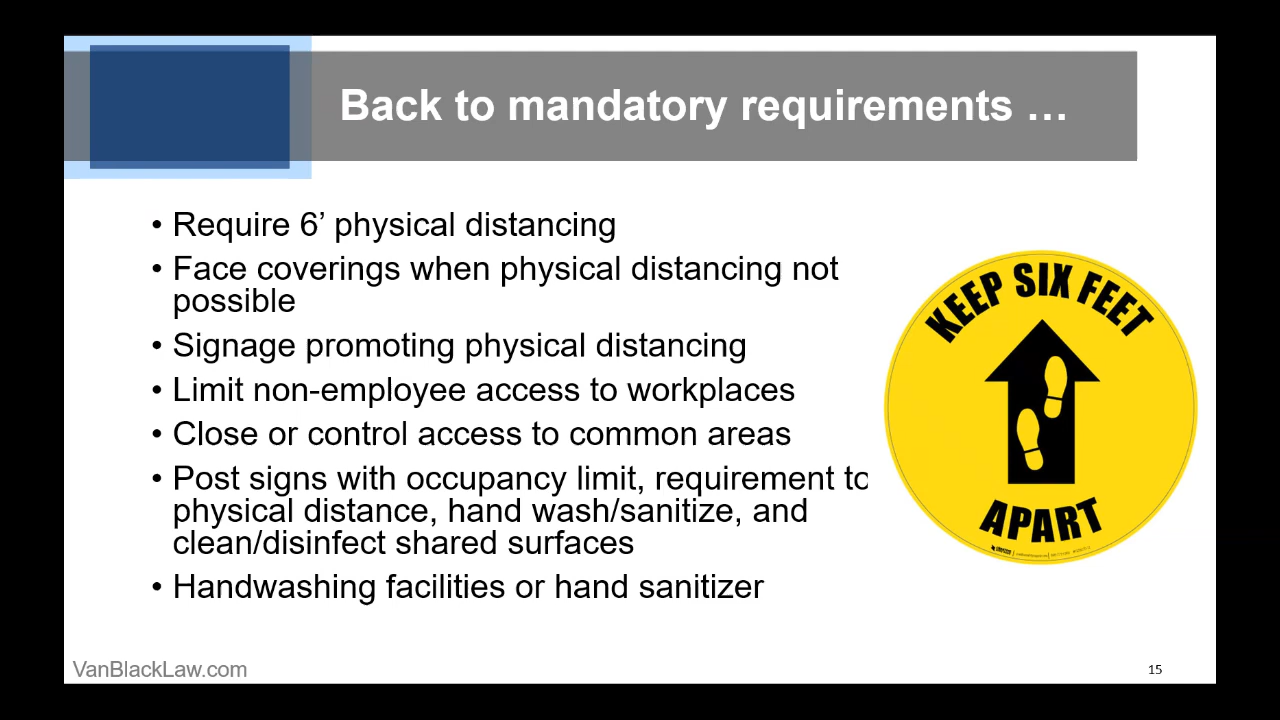 Back to mandatory requirements …
• Require 6’ physical distancing
• Face coverings when physical distancing not
possible
• Signage promoting physical distancing
• Limit non-employee access to workplaces
• Close or control access to common areas
• Post signs with occupancy limit, requirement to
physical distance, hand wash/sanitize, and
clean/disinfect shared surfaces
• Handwashing facilities or hand sanitizer
KEEP SIX FEET
APART
VanBlackLaw.com
15